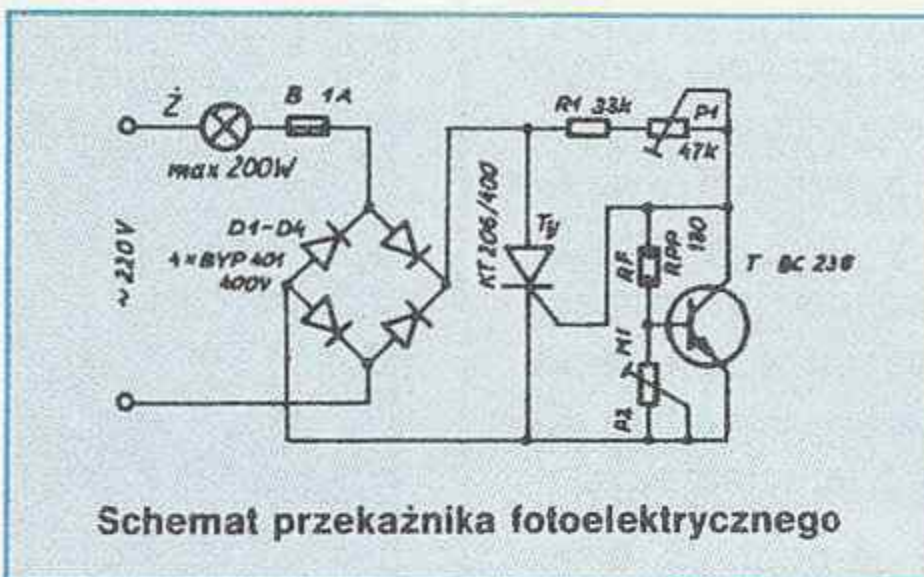 Ż
B 1A
max 200W
~220V
D1-D4
4×BYP 401
400V
KT 206/400
Ty
R1 33k
P1
47k
RF
RPP
130
T BC 238
M1
P2
Schemat przekaźnika fotoelektrycznego